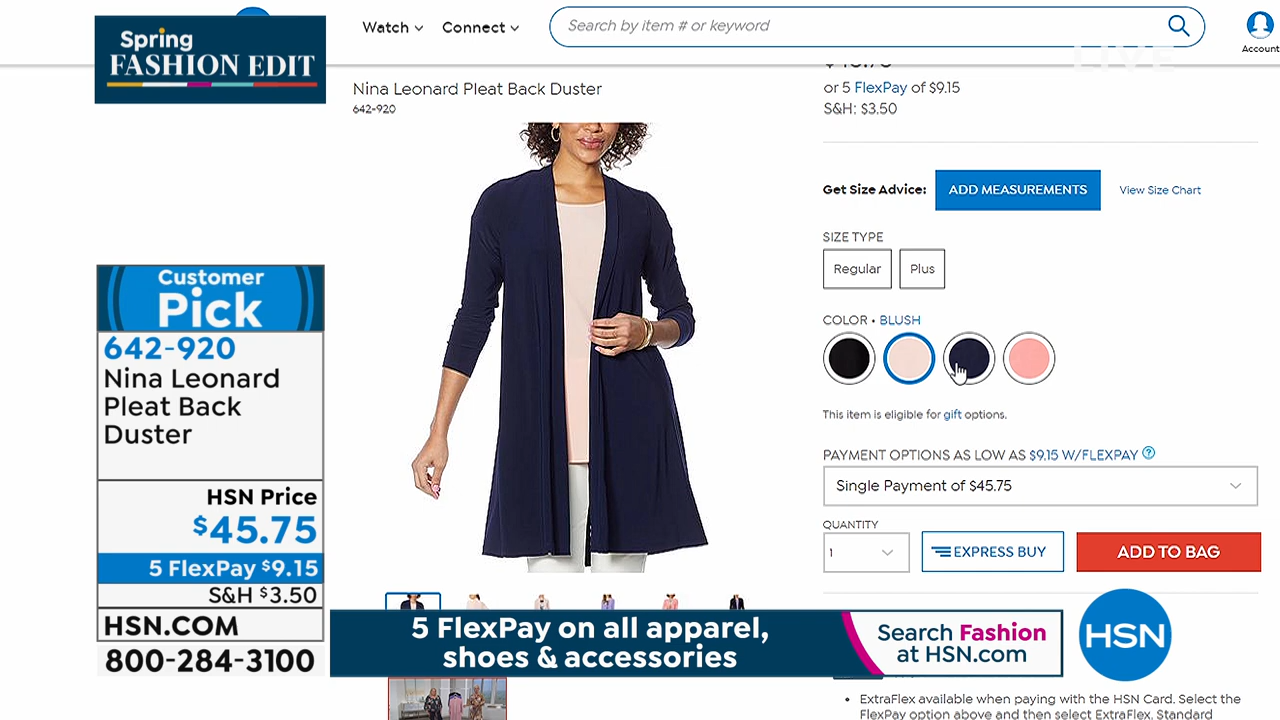 Spring
FASHION EDIT
Watch
Connect
Search by item # or keyword
Account
LIVE
Nina Leonard Pleat Back Duster
642-920
or 5 FlexPay of $9.15
S&H: $3.50
Get Size Advice:
ADD MEASUREMENTS
View Size Chart
SIZE TYPE
Regular
Plus
COLOR • BLUSH
This item is eligible for gift options.
PAYMENT OPTIONS AS LOW AS $9.15 W/FLEXPAY ?
Single Payment of $45.75
QUANTITY
1
EXPRESS BUY
ADD TO BAG
Customer
Pick
642-920
Nina Leonard
Pleat Back
Duster
HSN Price
$45.75
5 FlexPay $9.15
S&H $3.50
HSN.COM
800-284-3100
5 FlexPay on all apparel,
shoes & accessories
Search Fashion
at HSN.com
HSN
• ExtraFlex available when paying with the HSN Card. Select the
FlexPay option above and then select ExtraFlex. Standard